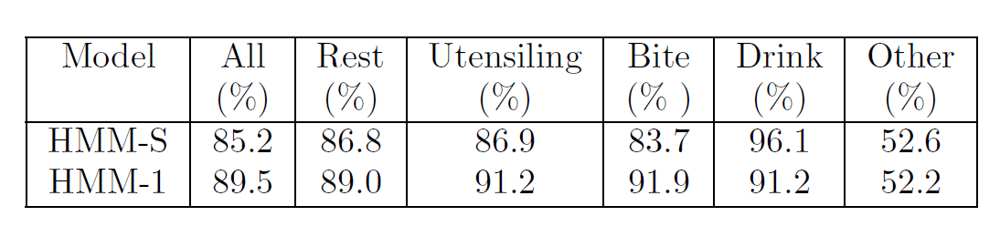 Model All Rest Utensiling Bite Drink Other
(%) (%) (%) (% ) (%) (%)
HMM-S 85.2 86.8 86.9 83.7 96.1 52.6
HMM-1 89.5 89.0 91.2 91.9 91.2 52.2